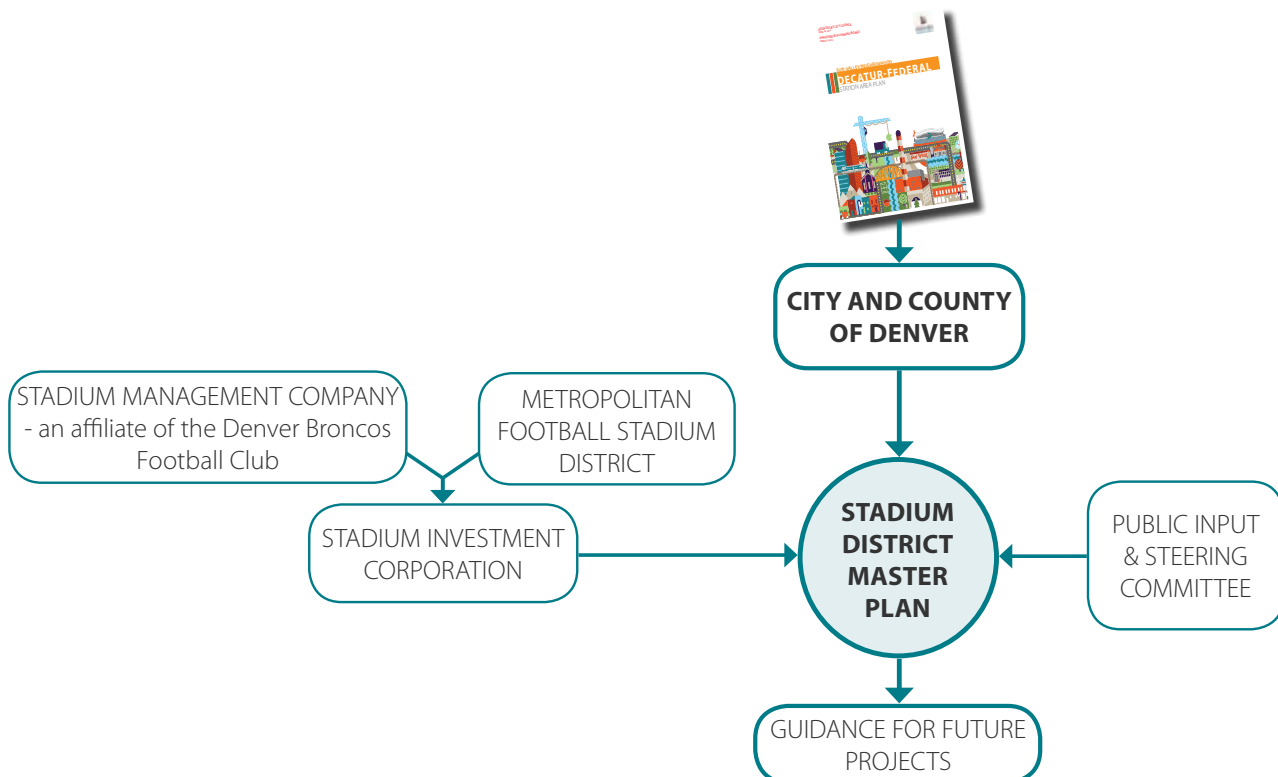 DECATUR-FEDERAL
STATION AREA PLAN
CITY AND COUNTY
OF DENVER
STADIUM MANAGEMENT COMPANY
- an affiliate of the Denver Broncos
Football Club
METROPOLITAN
FOOTBALL STADIUM
DISTRICT
STADIUM INVESTMENT
CORPORATION
STADIUM
DISTRICT
MASTER
PLAN
PUBLIC INPUT
& STEERING
COMMITTEE
GUIDANCE FOR FUTURE
PROJECTS